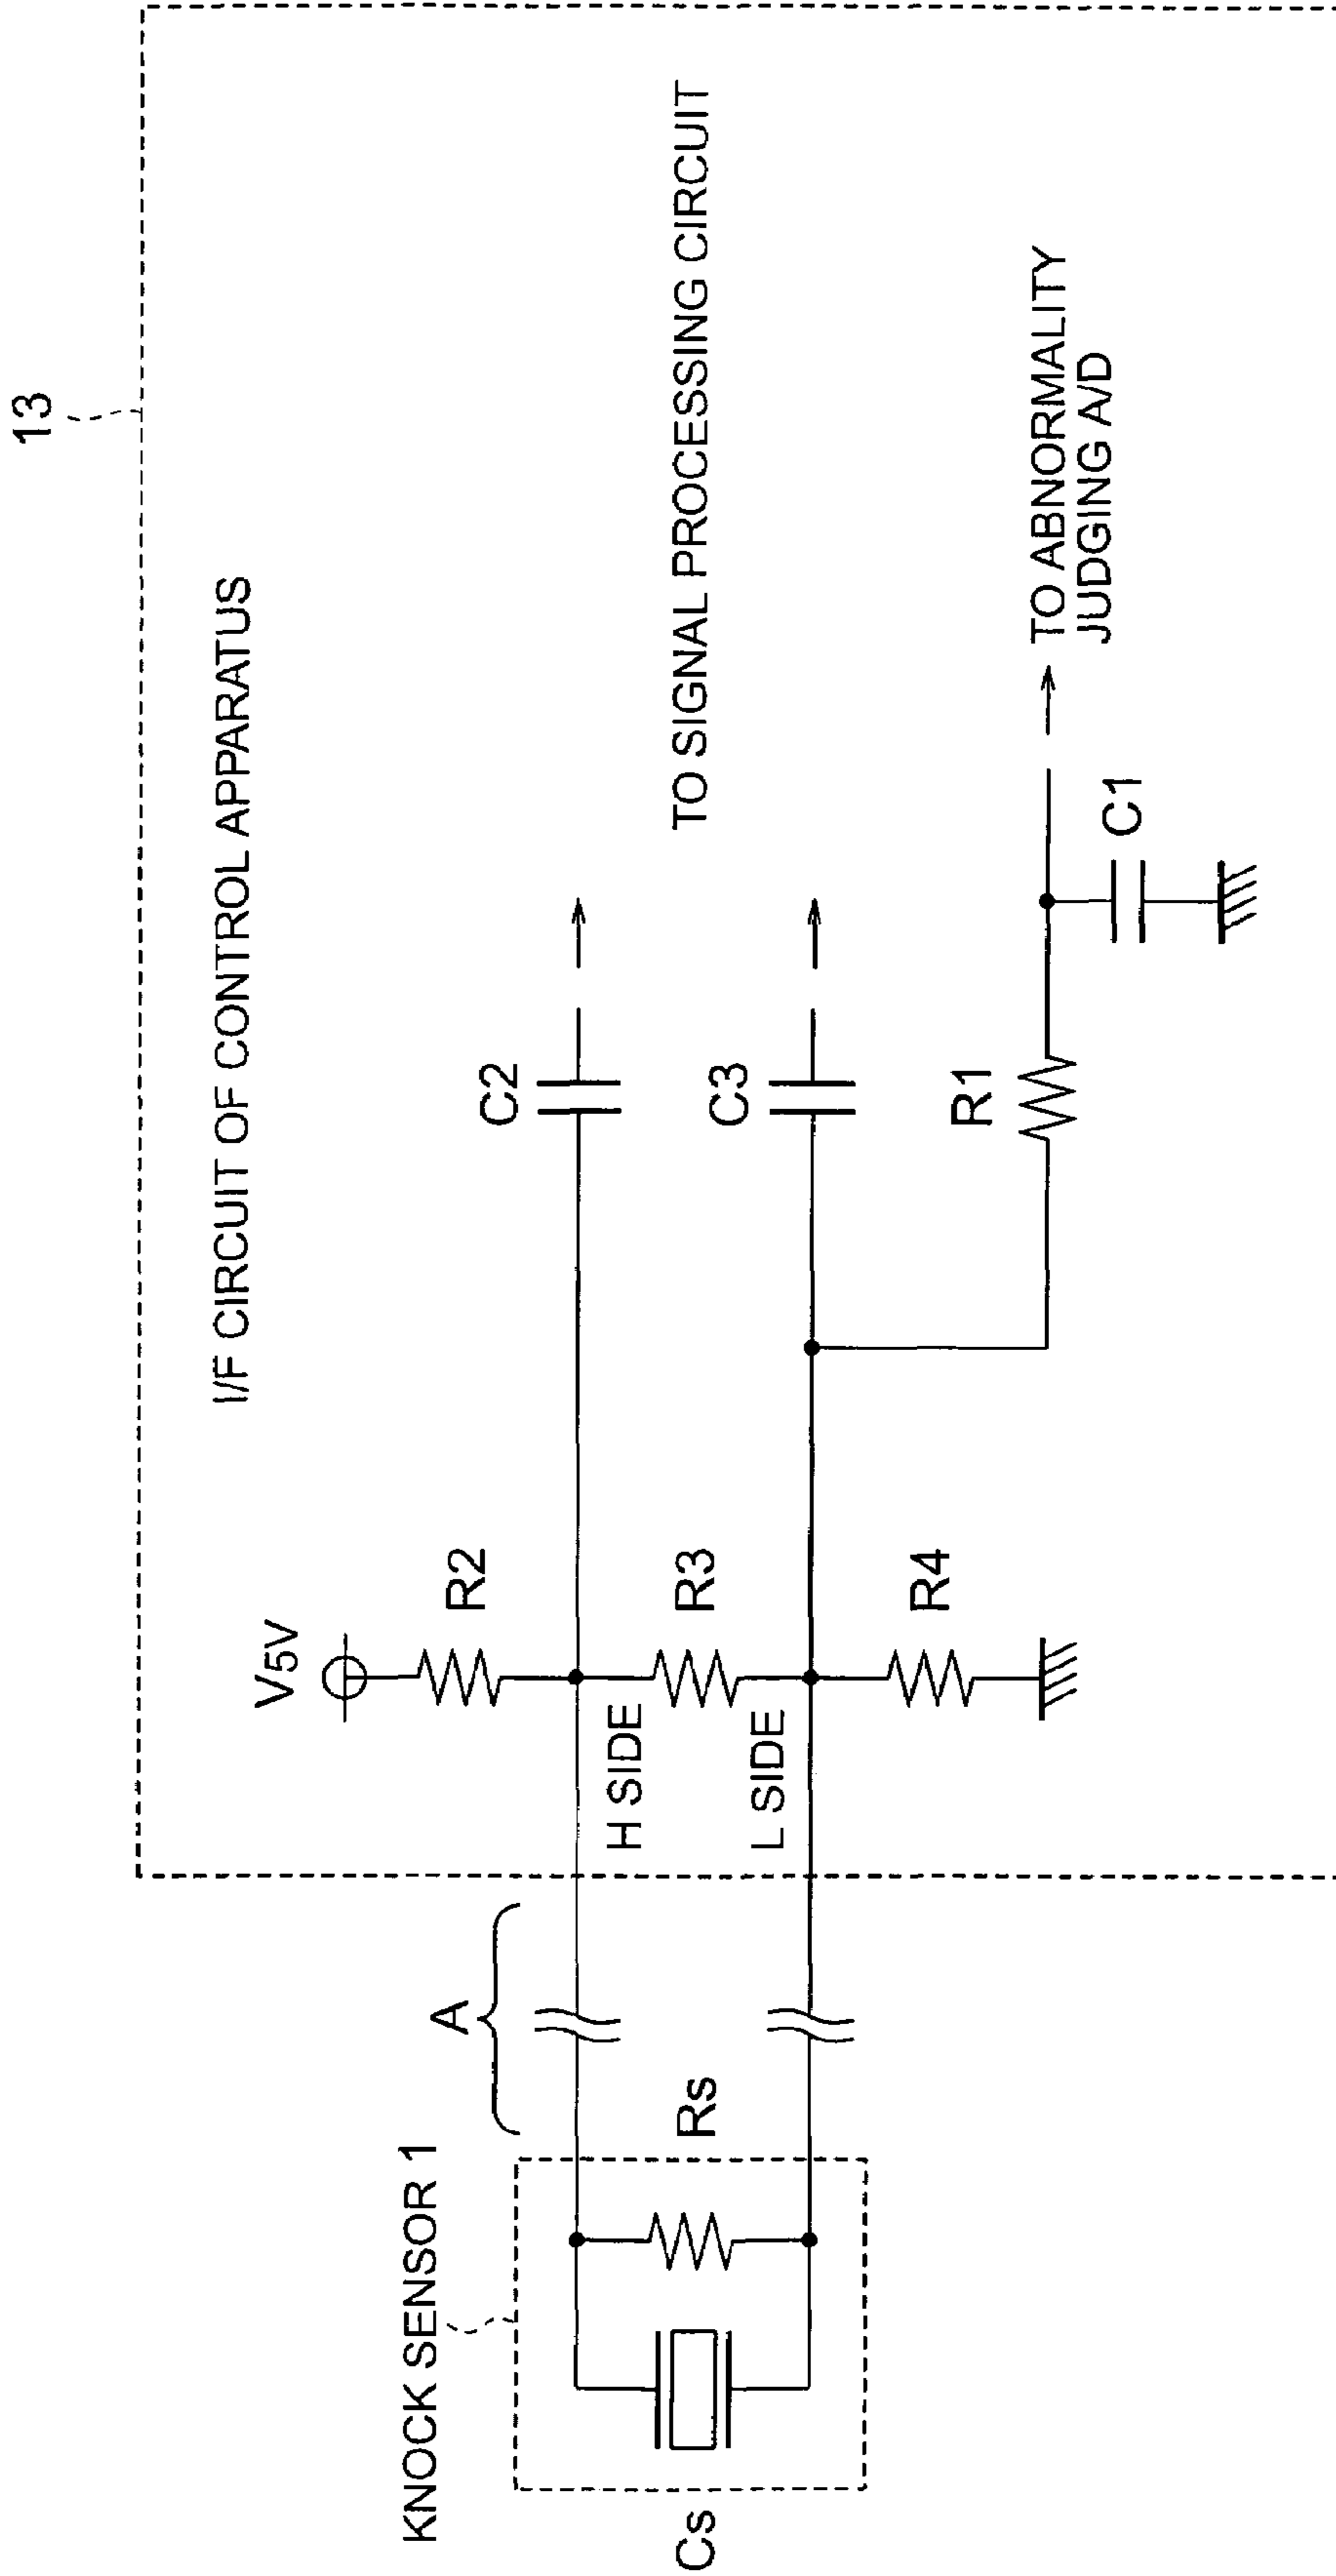 13
I/F CIRCUIT OF CONTROL APPARATUS
V5V
R2
A
KNOCK SENSOR 1
C2
H SIDE
R3
Rs
Cs
TO SIGNAL PROCESSING CIRCUIT
C3
L SIDE
R4
R1
TO ABNORMALITY
JUDGING A/D
C1